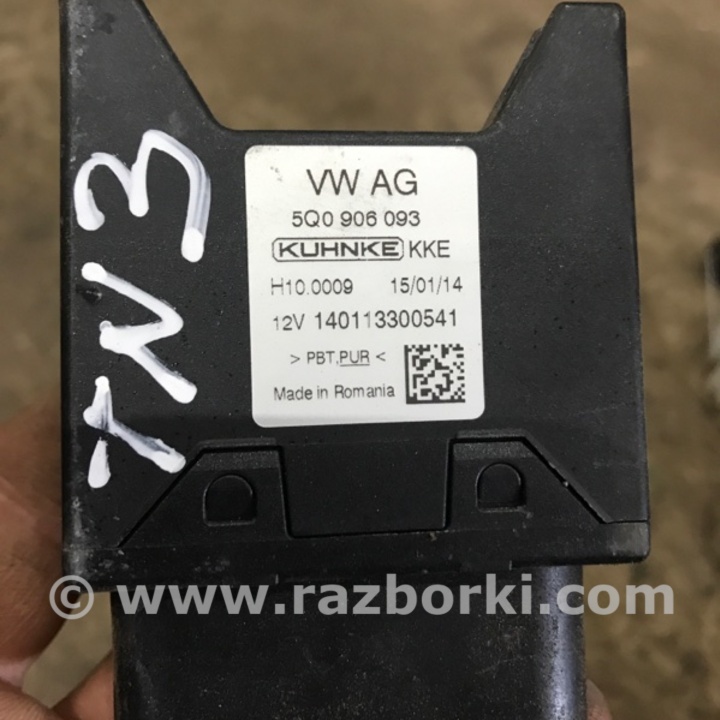 VW AG
5Q0 906 093
KUHNKE KKE
H10.0009 15/01/14
12V 140113300541
> PBT,PUR <
Made in Romania
TN3
© www.razborki.com